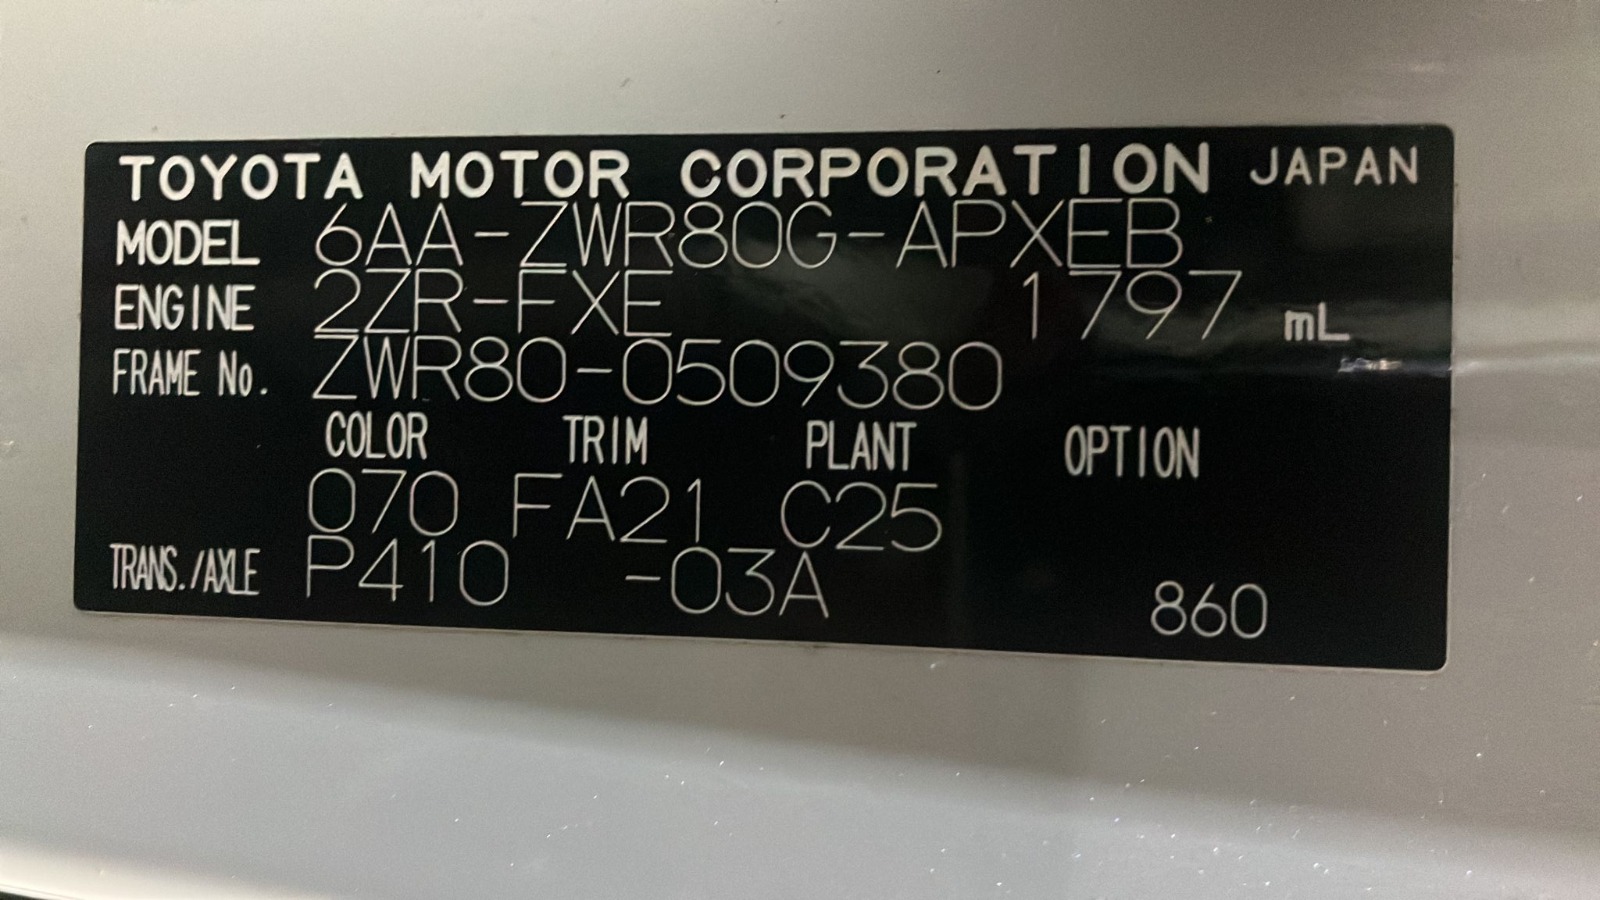 TOYOTA MOTOR CORPORATION JAPAN
MODEL 6AA-ZWR80G-APXEB
ENGINE 2ZR-FXE 1797 mL
FRAME No. ZWR80-0509380
COLOR TRIM PLANT OPTION
070 FA21 C25
TRANS./AXLE P410 -03A
860